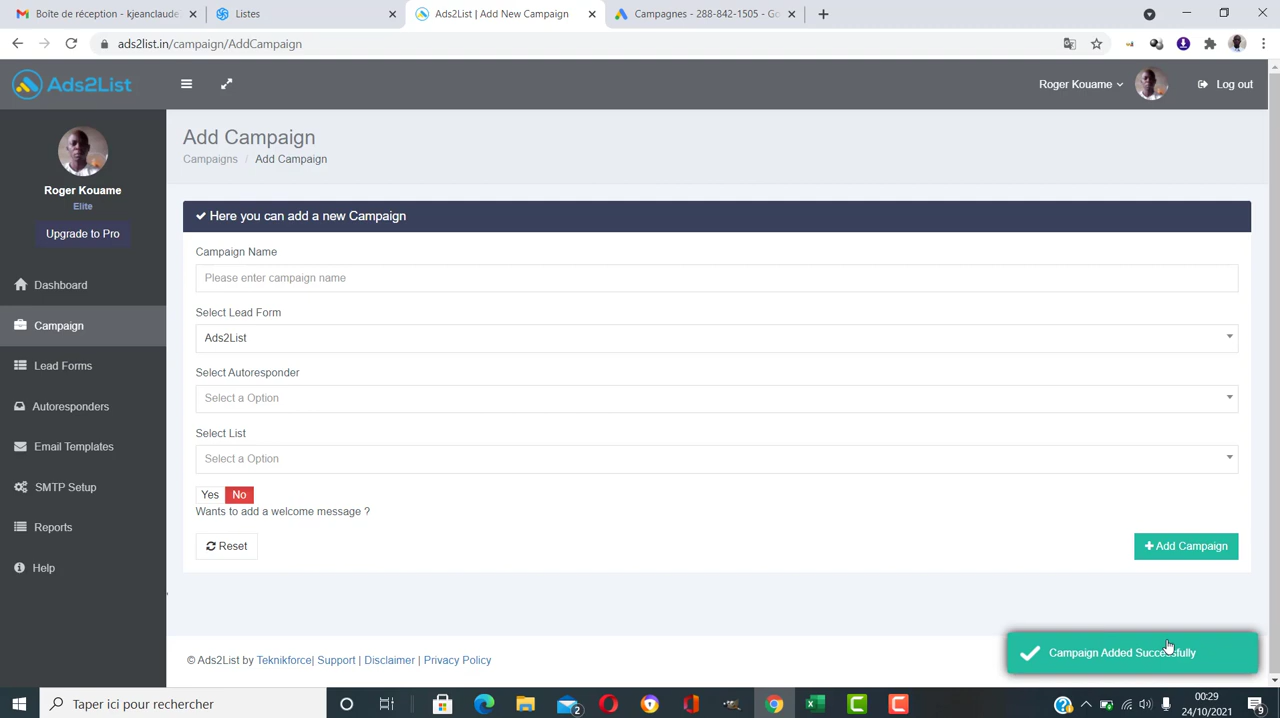 Boîte de réception - kjeanclaude
Listes
Ads2List | Add New Campaign
Campagnes - 288-842-1505 - Go
ads2list.in/campaign/AddCampaign
Ads2List
Roger Kouame
Log out
Roger Kouame
Elite
Upgrade to Pro
Dashboard
Campaign
Lead Forms
Autoresponders
Email Templates
SMTP Setup
Reports
Help
Add Campaign
Campaigns / Add Campaign
Here you can add a new Campaign
Campaign Name
Please enter campaign name
Select Lead Form
Ads2List
Select Autoresponder
Select a Option
Select List
Select a Option
Yes No
Wants to add a welcome message ?
Reset
+ Add Campaign
© Ads2List by Teknikforce| Support | Disclaimer | Privacy Policy
Campaign Added Successfully
Taper ici pour rechercher
2
00:29
24/10/2021
9